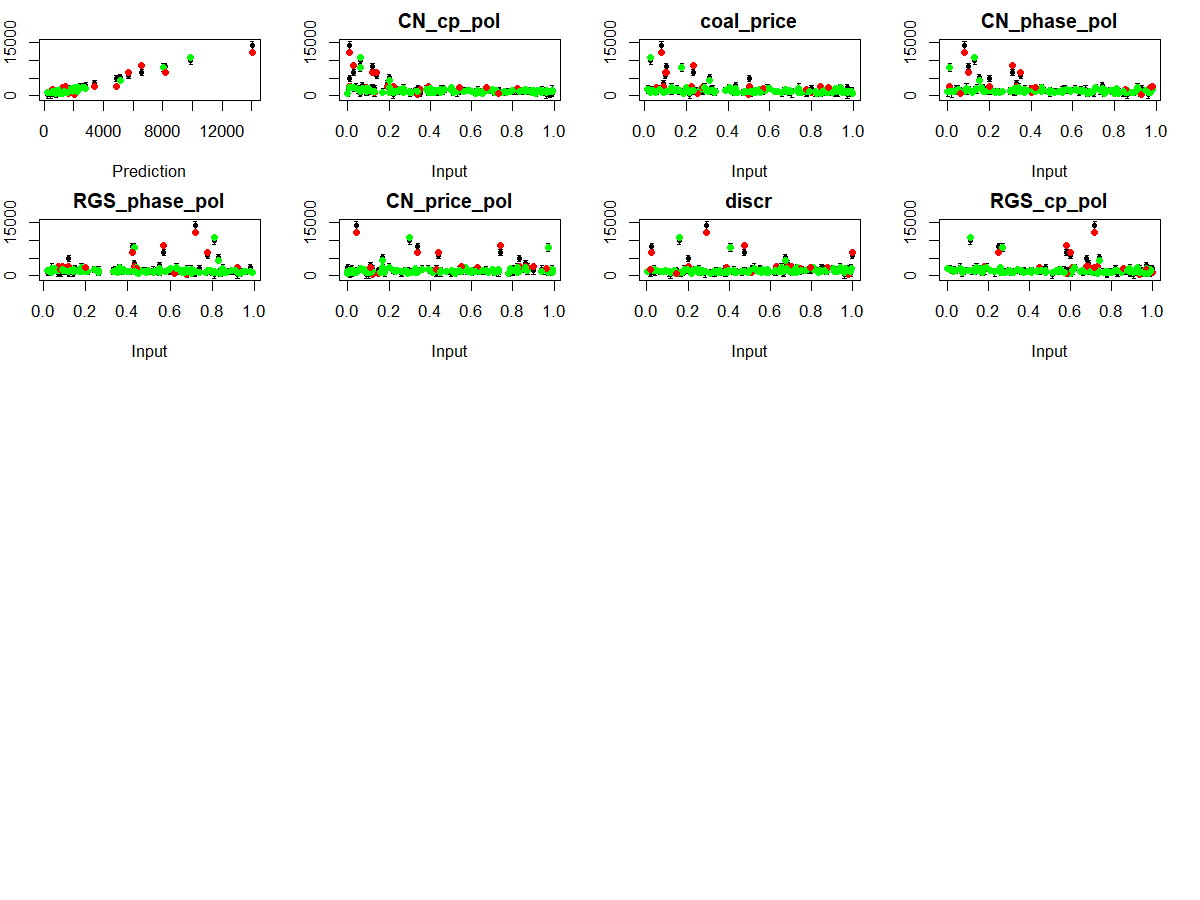 CN_cp_pol coal_price CN_phase_pol
0 15000 0 15000 0 15000 0 15000
0 4000 8000 12000 0.0 0.2 0.4 0.6 0.8 1.0 0.0 0.2 0.4 0.6 0.8 1.0 0.0 0.2 0.4 0.6 0.8 1.0
Prediction Input Input Input
RGS_phase_pol CN_price_pol discr RGS_cp_pol
0 15000 0 15000 0 15000 0 15000
0.0 0.2 0.4 0.6 0.8 1.0 0.0 0.2 0.4 0.6 0.8 1.0 0.0 0.2 0.4 0.6 0.8 1.0 0.0 0.2 0.4 0.6 0.8 1.0
Input Input Input Input